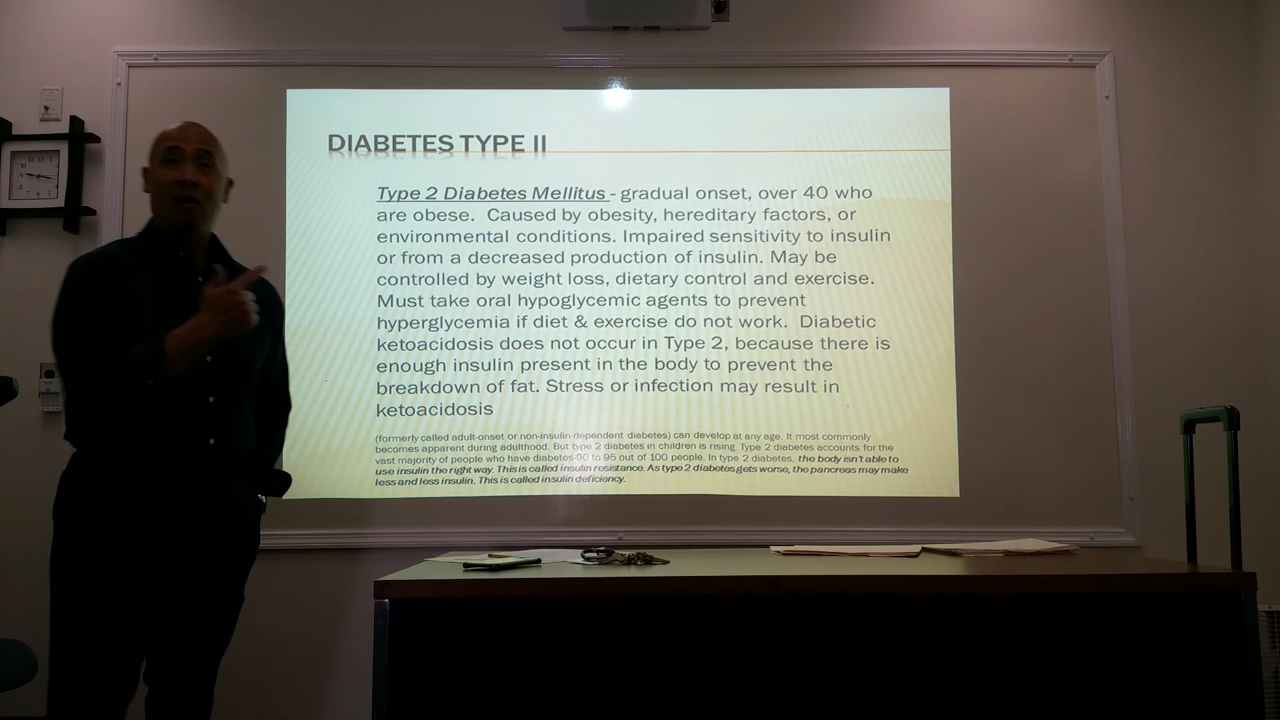 DIABETES TYPE II
Type 2 Diabetes Mellitus - gradual onset, over 40 who
are obese. Caused by obesity, hereditary factors, or
environmental conditions. Impaired sensitivity to insulin
or from a decreased production of insulin. May be
controlled by weight loss, dietary control and exercise.
Must take oral hypoglycemic agents to prevent
hyperglycemia if diet & exercise do not work. Diabetic
ketoacidosis does not occur in Type 2, because there is
enough insulin present in the body to prevent the
breakdown of fat. Stress or infection may result in
ketoacidosis
(formerly called adult-onset or non-insulin-dependent diabetes) can develop at any age. It most commonly
becomes apparent during adulthood. But type 2 diabetes in children is rising. Type 2 diabetes accounts for the
vast majority of people who have diabetes-90 to 95 out of 100 people. In type 2 diabetes, the body isn't able to
use insulin the right way. This is called insulin resistance. As type 2 diabetes gets worse, the pancreas may make
less and less insulin. This is called insulin deficiency.